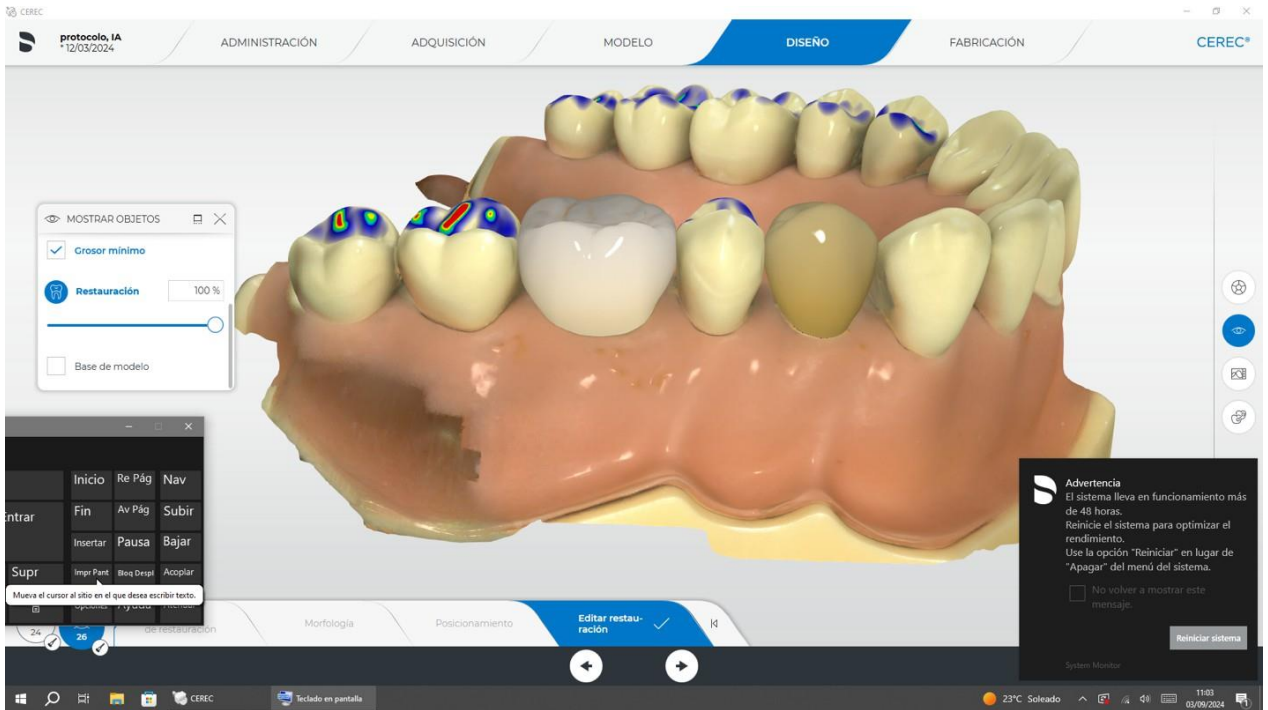 CEREC
protocolo, IA
* 12/03/2024
ADMINISTRACIÓN
ADQUISICIÓN
MODELO
DISEÑO
FABRICACIÓN
CEREC®
MOSTRAR OBJETOS
Grosor mínimo
Restauración
100 %
Base de modelo
Inicio Re Pág Nav
Entrar Fin Av Pág Subir
Insertar Pausa Bajar
Supr Impr Pant Bloq Despl Acoplar
Mueva el cursor al sitio en el que desea escribir texto.
Opciones Ayuda
24
26
de restauración
Morfología
Posicionamiento
Editar restau-
ración
Advertencia
El sistema lleva en funcionamiento más
de 48 horas.
Reinicie el sistema para optimizar el
rendimiento.
Use la opción "Reiniciar" en lugar de
"Apagar" del menú del sistema.
No volver a mostrar este
mensaje.
Reiniciar sistema
System Monitor
CEREC
Teclado en pantalla
23°C Soleado
11:03
03/09/2024